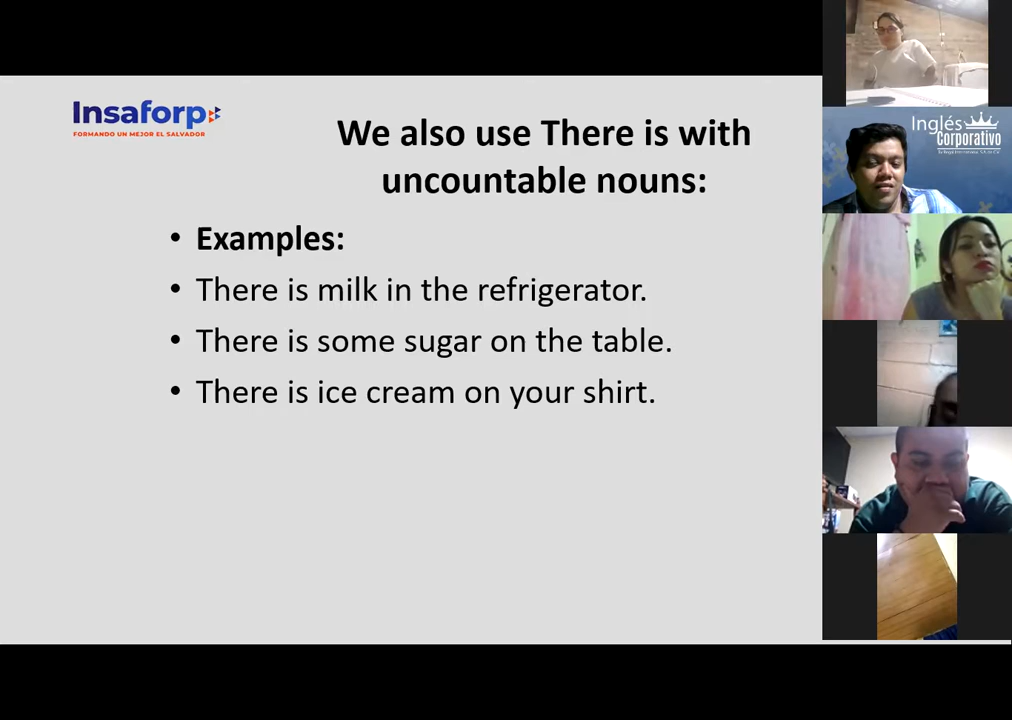 Insaforp
FORMANDO UN MEJOR EL SALVADOR
We also use There is with
uncountable nouns:
• Examples:
• There is milk in the refrigerator.
• There is some sugar on the table.
• There is ice cream on your shirt.
Inglés
Corporativo